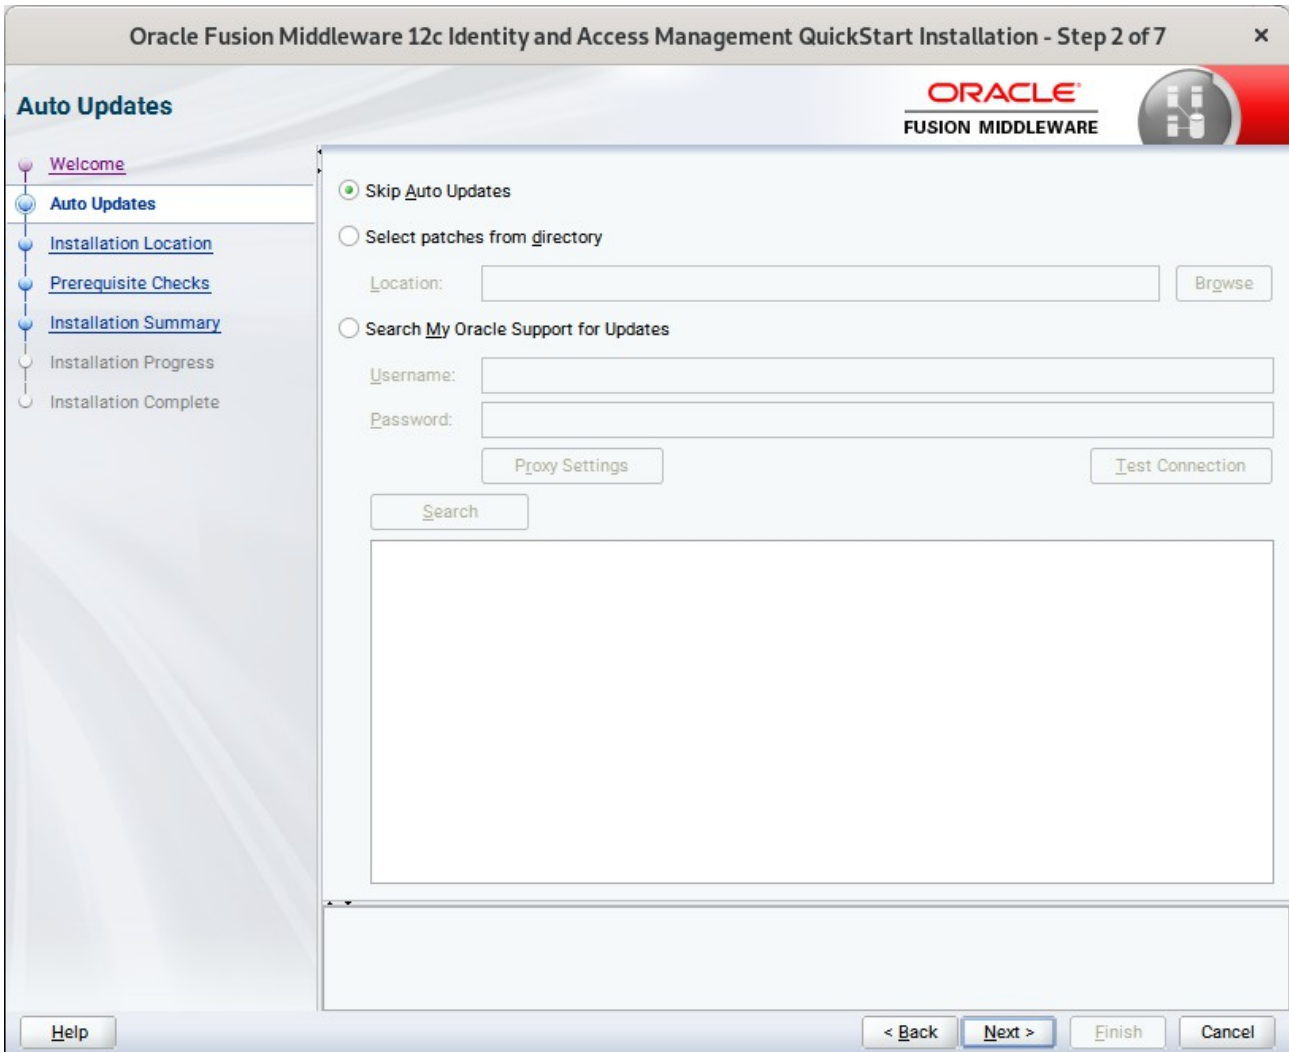 Oracle Fusion Middleware 12c Identity and Access Management QuickStart Installation - Step 2 of 7
Auto Updates
ORACLE
FUSION MIDDLEWARE
Welcome
Auto Updates
Installation Location
Prerequisite Checks
Installation Summary
Installation Progress
Installation Complete
Skip Auto Updates
Select patches from directory
Location:
Browse
Search My Oracle Support for Updates
Username:
Password:
Proxy Settings
Test Connection
Search
Help
< Back
Next >
Finish
Cancel